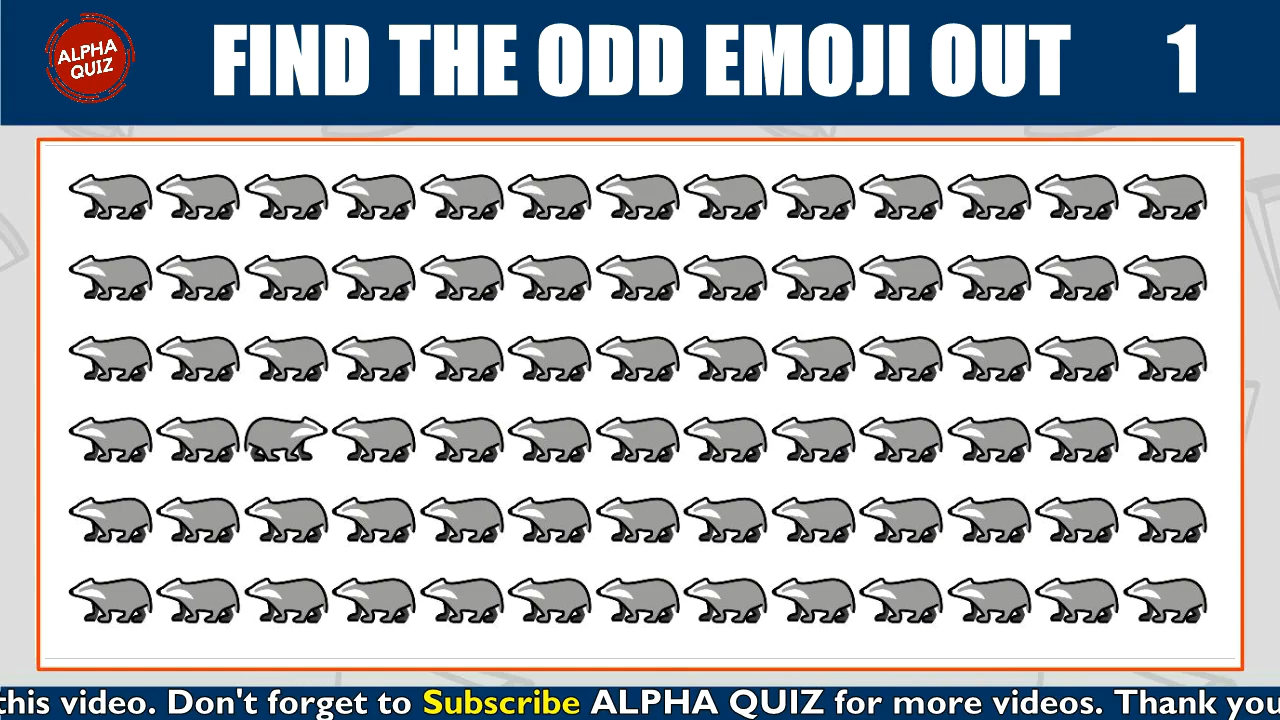 ALPHA
QUIZ
FIND THE ODD EMOJI OUT
1
this video. Don't forget to Subscribe ALPHA QUIZ for more videos. Thank you